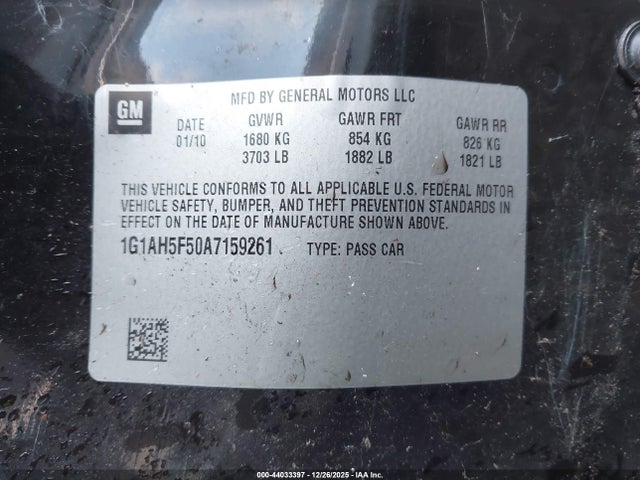 GM
MFD BY GENERAL MOTORS LLC
DATE GVWR GAWR FRT GAWR RR
01/10 1680 KG 854 KG 826 KG
3703 LB 1882 LB 1821 LB
THIS VEHICLE CONFORMS TO ALL APPLICABLE U.S. FEDERAL MOTOR
VEHICLE SAFETY, BUMPER, AND THEFT PREVENTION STANDARDS IN
EFFECT ON THE DATE OF MANUFACTURE SHOWN ABOVE.
1G1AH5F50A7159261 TYPE: PASS CAR
000-44033397 - 12/26/2025 - IAA Inc.